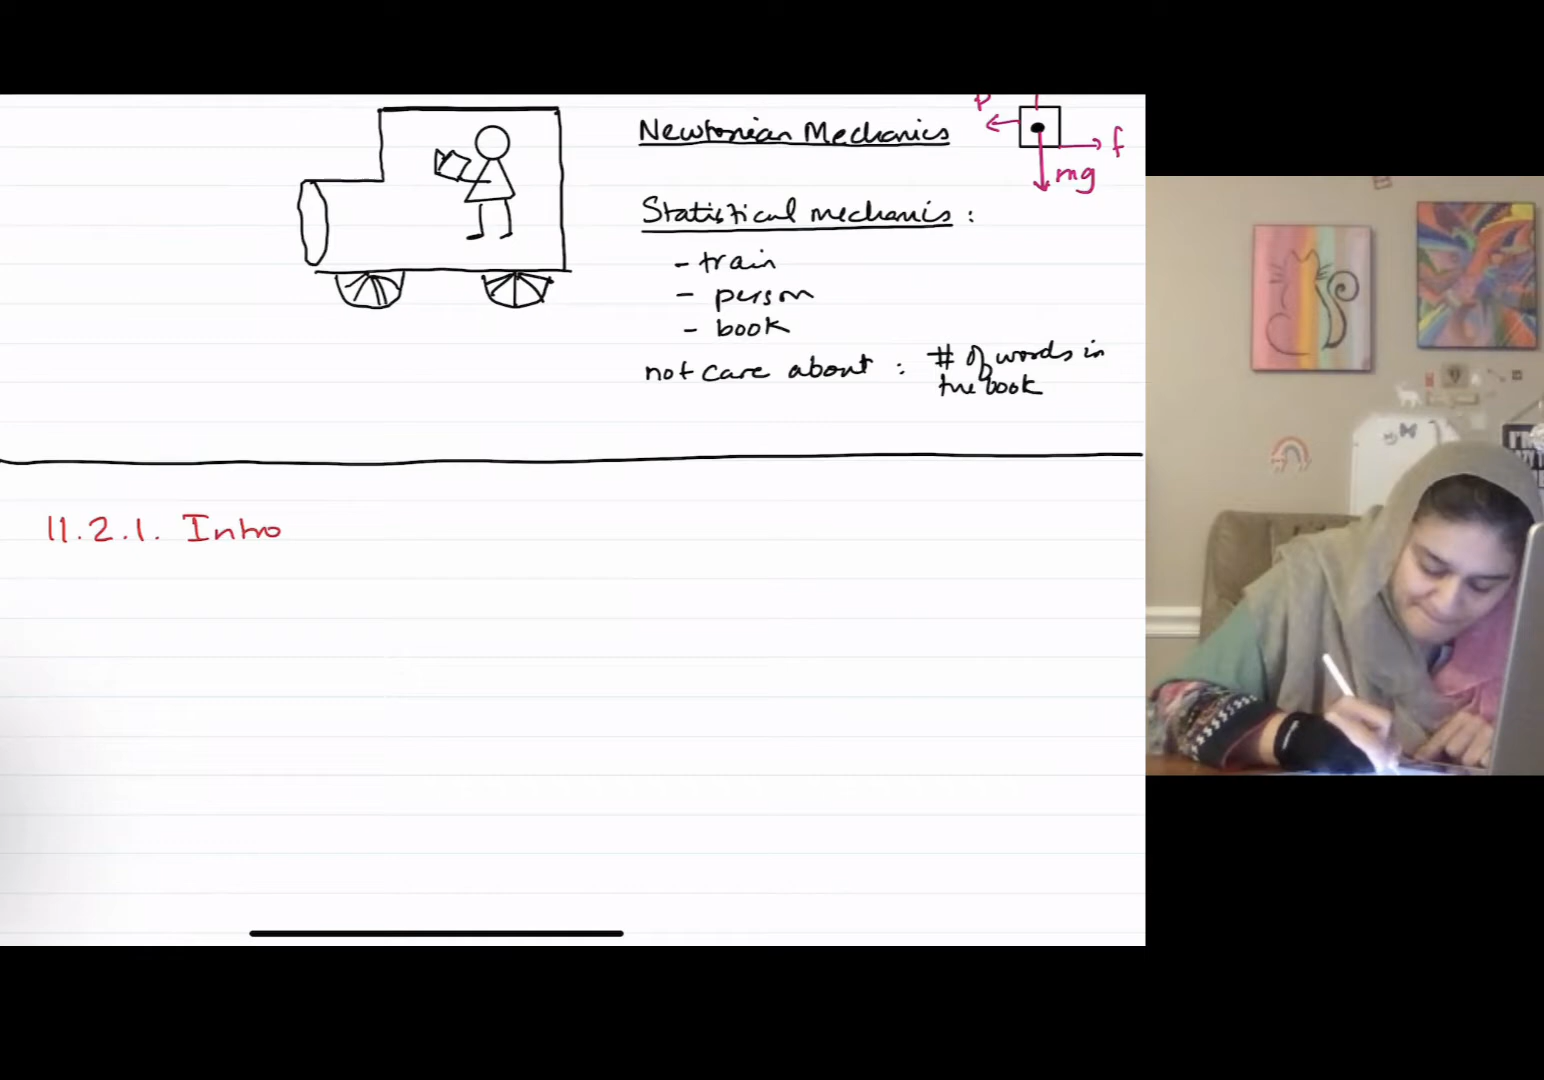 P
f
mg
Newtonian Mechanics
Statistical mechanis :
- train
- person
- book
not care about : # of words in
the book
11.2.1. Intro
I'M